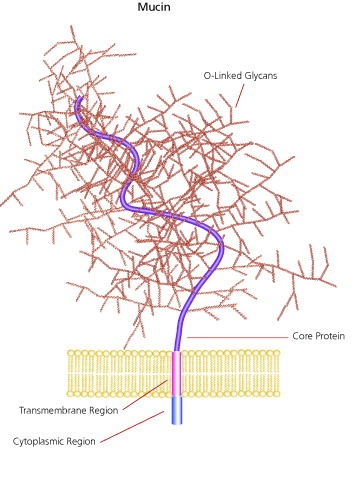 Mucin
O-Linked Glycans
Core Protein
Transmembrane Region
Cytoplasmic Region